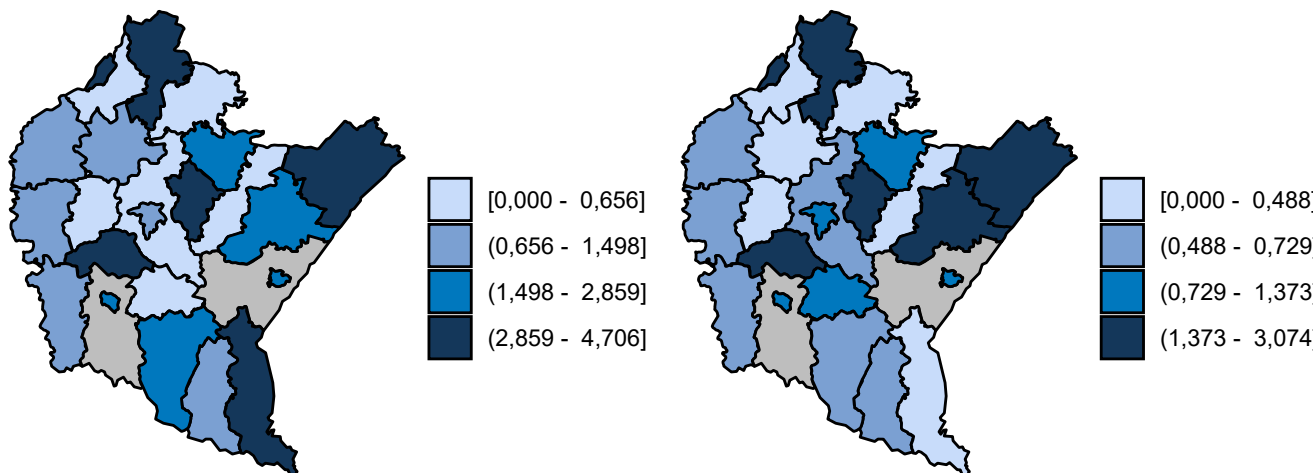 [0,000 - 0,656]
(0,656 - 1,498]
(1,498 - 2,859]
(2,859 - 4,706]
[0,000 - 0,488]
(0,488 - 0,729
(0,729 - 1,373]
(1,373 - 3,074